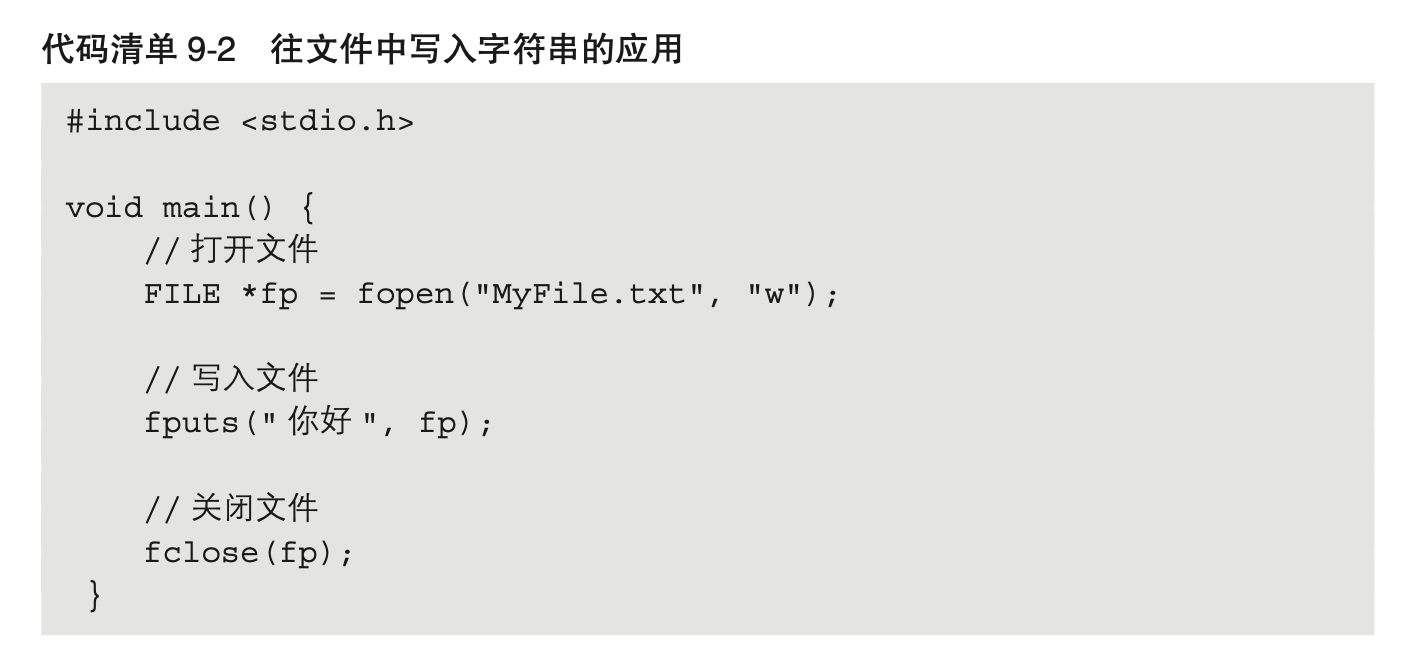 代码清单 9-2　往文件中写入字符串的应用
#include <stdio.h>
void main() {
// 打开文件
FILE *fp = fopen("MyFile.txt", "w");
// 写入文件
fputs(" 你好 ", fp);
// 关闭文件
fclose(fp);
}